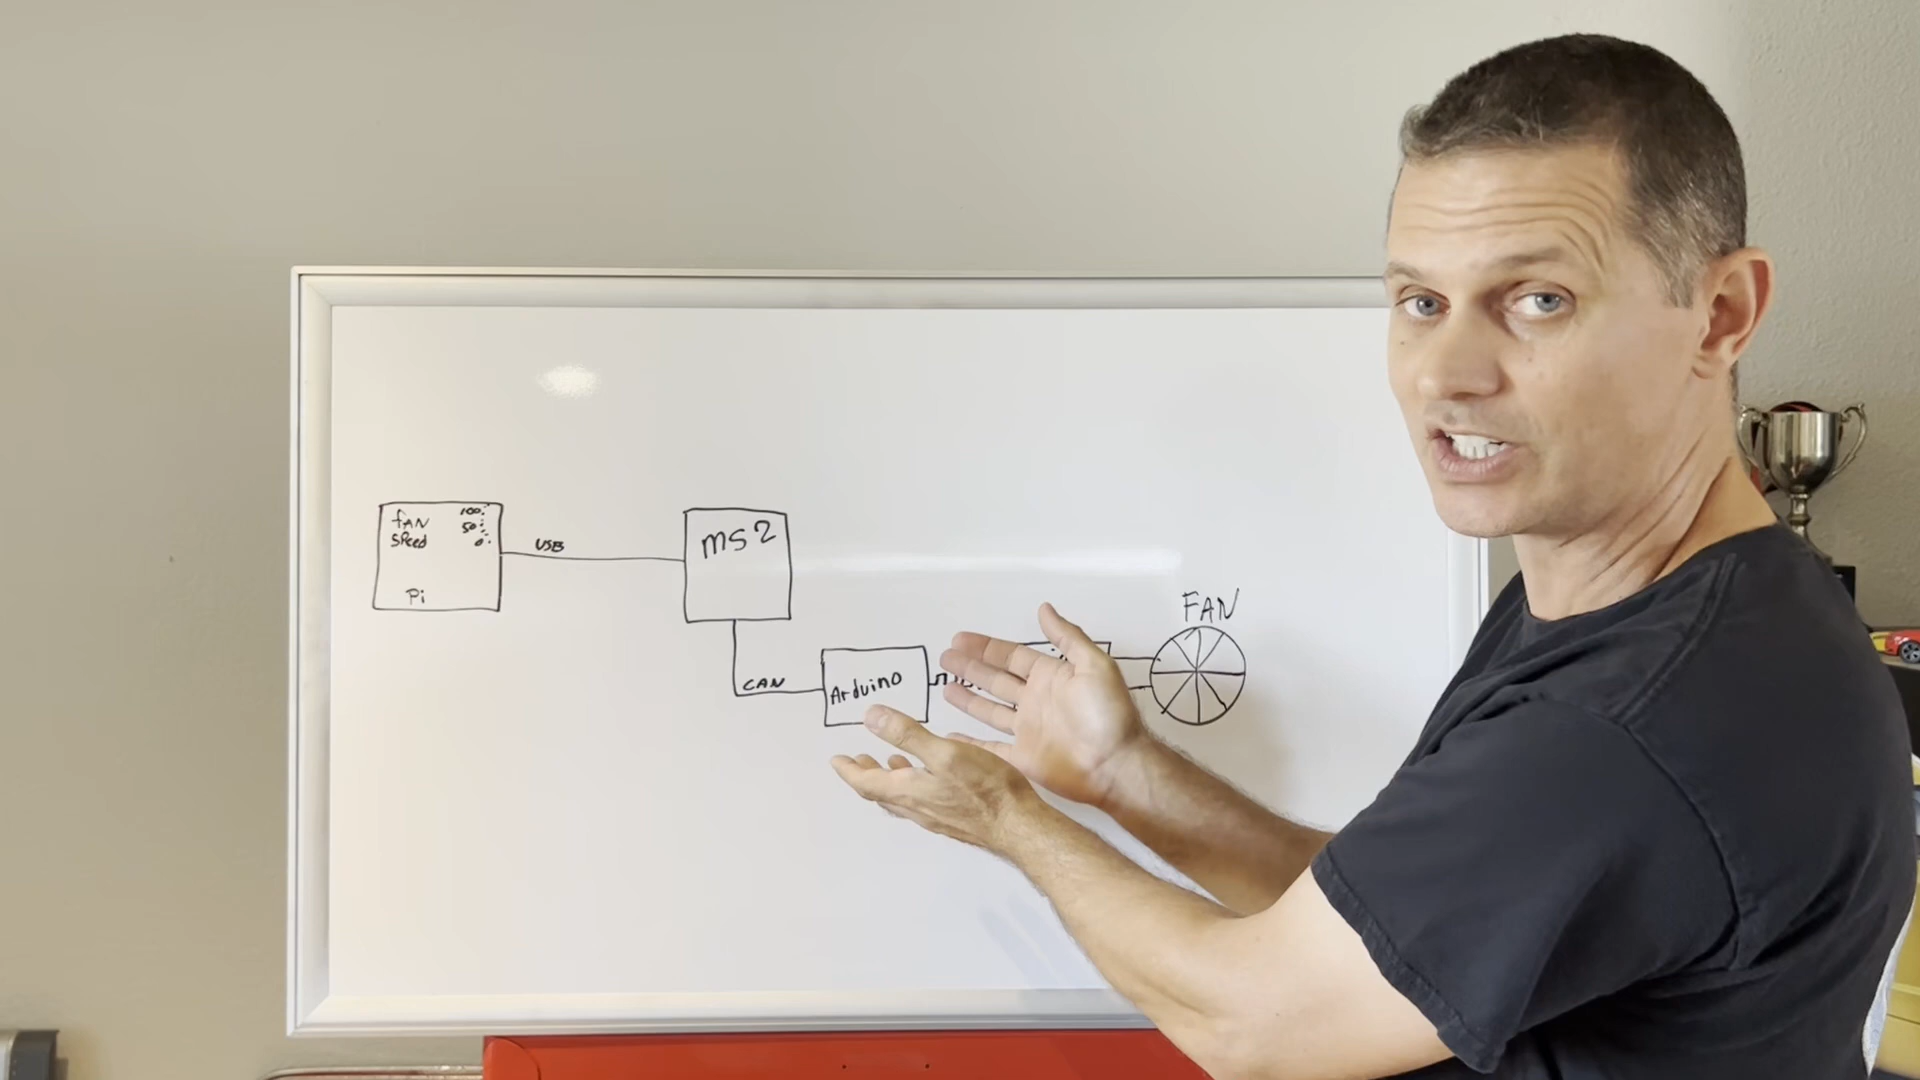 fAN
Speed
100
50
0
Pi
USB
ms2
CAN
Arduino
FAN